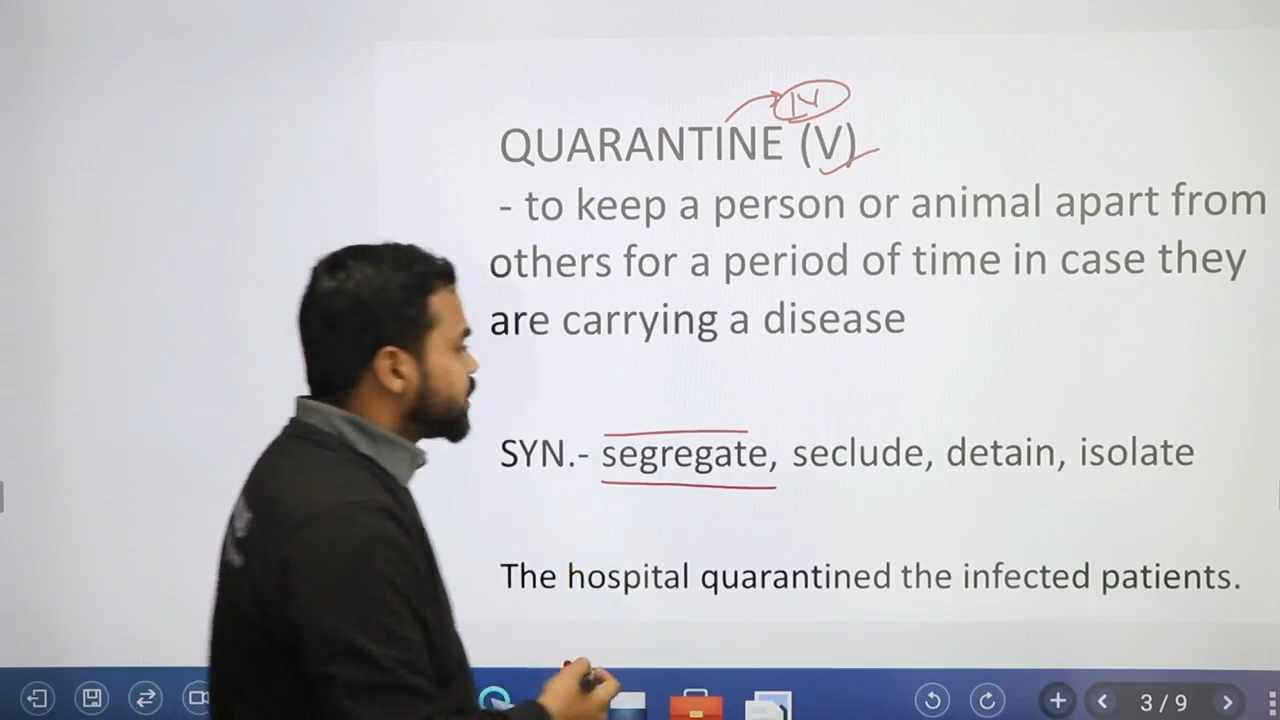 14
QUARANTINE (V)
- to keep a person or animal apart from
others for a period of time in case they
are carrying a disease
SYN.- segregate, seclude, detain, isolate
The hospital quarantined the infected patients.
3 / 9